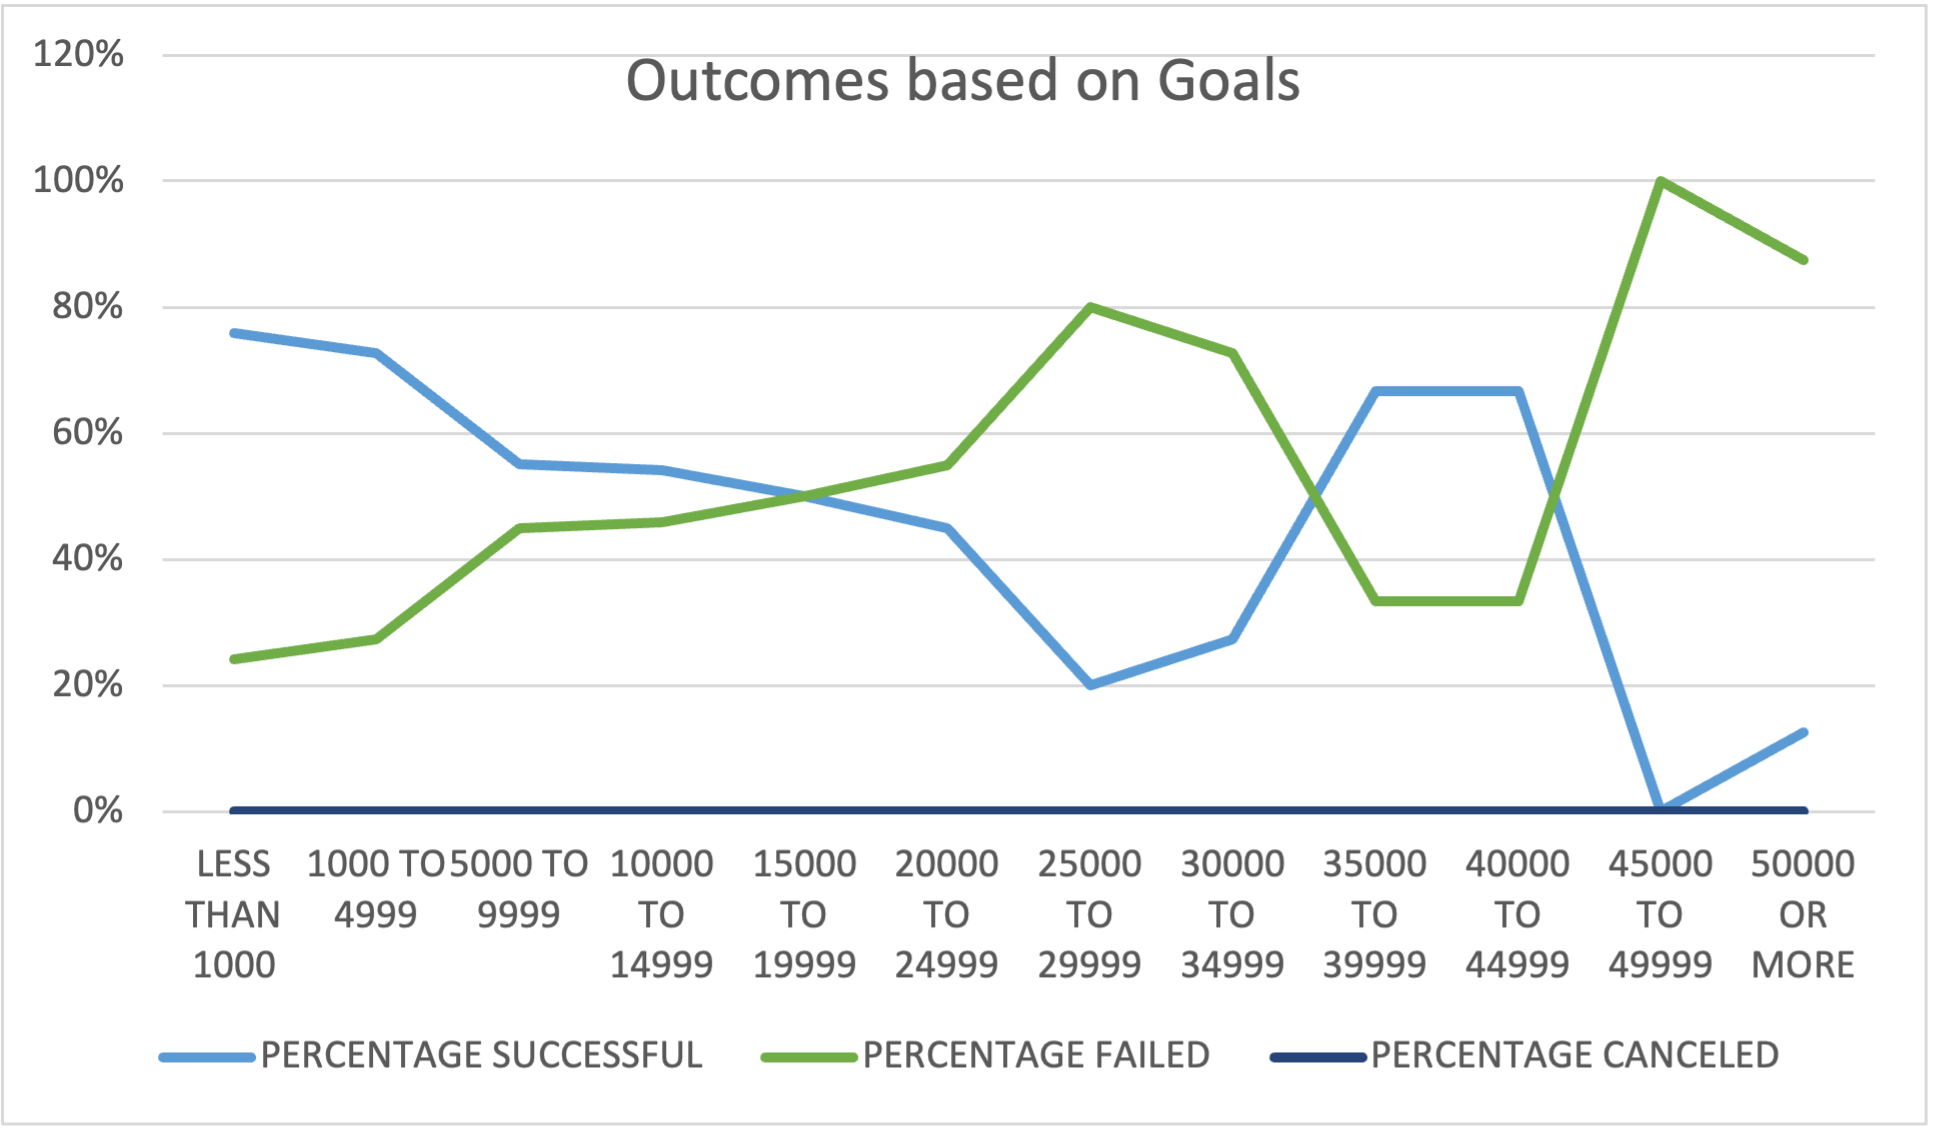 120%
Outcomes based on Goals
100%
80%
60%
40%
20%
0%
LESS THAN 1000
1000 TO 4999
5000 TO 9999
10000 TO 14999
15000 TO 19999
20000 TO 24999
25000 TO 29999
30000 TO 34999
35000 TO 39999
40000 TO 44999
45000 TO 49999
50000 OR MORE
PERCENTAGE SUCCESSFUL
PERCENTAGE FAILED
PERCENTAGE CANCELED